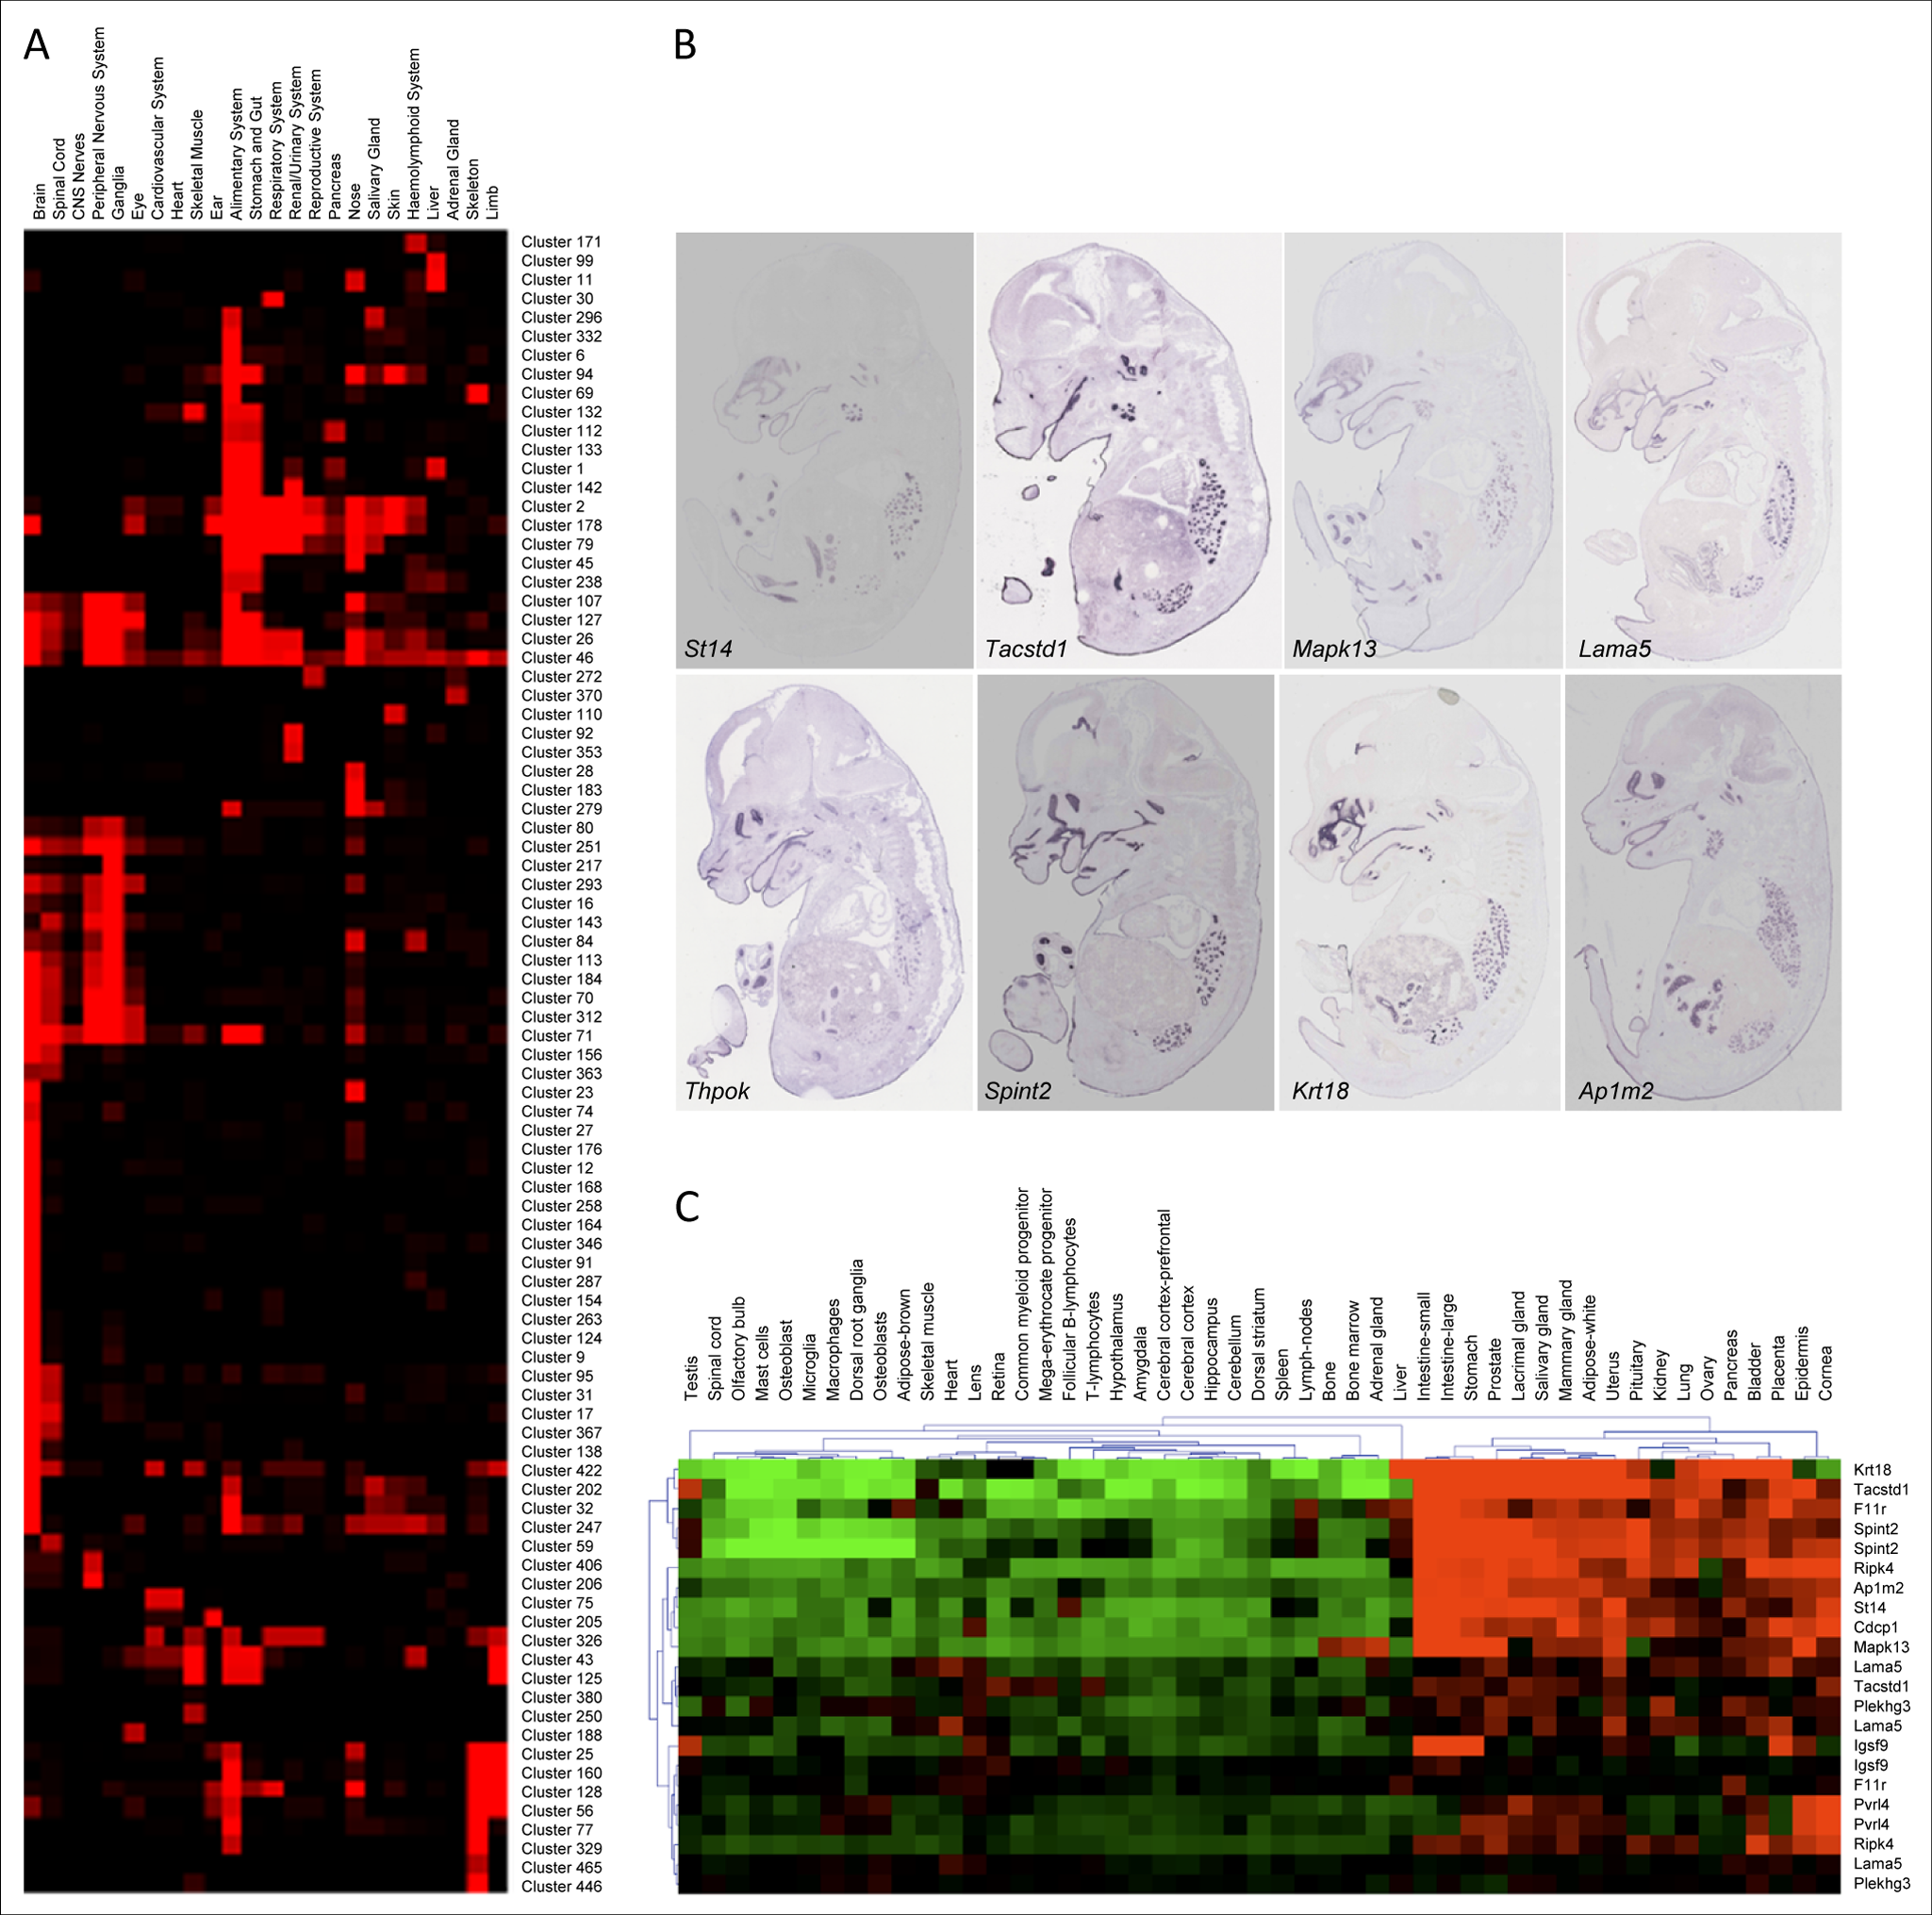 A
Brain
Spinal Cord
CNS Nerves
Peripheral Nervous System
Ganglia
Eye
Cardiovascular System
Heart
Skeletal Muscle
Ear
Alimentary System
Stomach and Gut
Respiratory System
Renal/Urinary System
Reproductive System
Pancreas
Nose
Salivary Gland
Skin
Haemolymphoid System
Liver
Adrenal Gland
Skeleton
Limb
Cluster 171
Cluster 99
Cluster 11
Cluster 30
Cluster 296
Cluster 332
Cluster 6
Cluster 94
Cluster 69
Cluster 132
Cluster 112
Cluster 133
Cluster 1
Cluster 142
Cluster 2
Cluster 178
Cluster 79
Cluster 45
Cluster 238
Cluster 107
Cluster 127
Cluster 26
Cluster 46
Cluster 272
Cluster 370
Cluster 110
Cluster 92
Cluster 353
Cluster 28
Cluster 183
Cluster 279
Cluster 80
Cluster 251
Cluster 217
Cluster 293
Cluster 16
Cluster 143
Cluster 84
Cluster 113
Cluster 184
Cluster 70
Cluster 312
Cluster 71
Cluster 156
Cluster 363
Cluster 23
Cluster 74
Cluster 27
Cluster 176
Cluster 12
Cluster 168
Cluster 258
Cluster 164
Cluster 346
Cluster 91
Cluster 287
Cluster 154
Cluster 263
Cluster 124
Cluster 9
Cluster 95
Cluster 31
Cluster 17
Cluster 367
Cluster 138
Cluster 422
Cluster 202
Cluster 32
Cluster 247
Cluster 59
Cluster 406
Cluster 206
Cluster 75
Cluster 205
Cluster 326
Cluster 43
Cluster 125
Cluster 380
Cluster 250
Cluster 188
Cluster 25
Cluster 160
Cluster 128
Cluster 56
Cluster 77
Cluster 329
Cluster 465
Cluster 446
B
St14
Tacstd1
Mapk13
Lama5
Thpok
Spint2
Krt18
Ap1m2
C
Testis
Spinal cord
Olfactory bulb
Mast cells
Osteoblast
Microglia
Macrophages
Dorsal root ganglia
Osteoblasts
Adipose-brown
Skeletal muscle
Heart
Lens
Retina
Common myeloid progenitor
Mega-erythrocate progenitor
Follicular B-lymphocytes
T-lymphocytes
Hypothalamus
Amygdala
Cerebral cortex-prefrontal
Cerebral cortex
Hippocampus
Cerebellum
Dorsal striatum
Spleen
Lymph-nodes
Bone
Bone marrow
Adrenal gland
Liver
Intestine-small
Intestine-large
Stomach
Prostate
Lacrimal gland
Salivary gland
Mammary gland
Adipose-white
Uterus
Pituitary
Kidney
Lung
Ovary
Pancreas
Bladder
Placenta
Epidermis
Cornea
Krt18
Tacstd1
F11r
Spint2
Spint2
Ripk4
Ap1m2
St14
Cdcp1
Mapk13
Lama5
Tacstd1
Plekhg3
Lama5
Igsf9
Igsf9
F11r
Pvrl4
Pvrl4
Ripk4
Lama5
Plekhg3